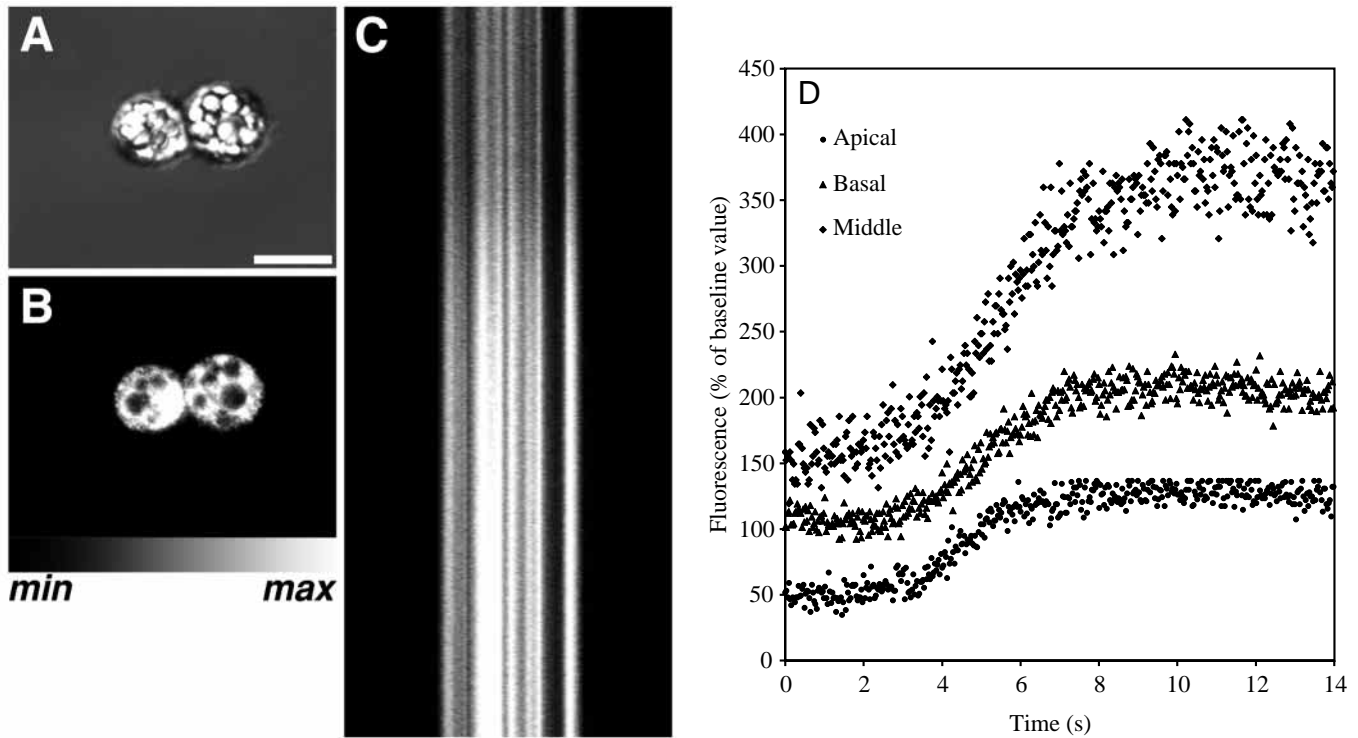 A
B
min max
C
D
Apical
Basal
Middle
Fluorescence (% of baseline value)
450
400
350
300
250
200
150
100
50
0
0 2 4 6 8 10 12 14
Time (s)